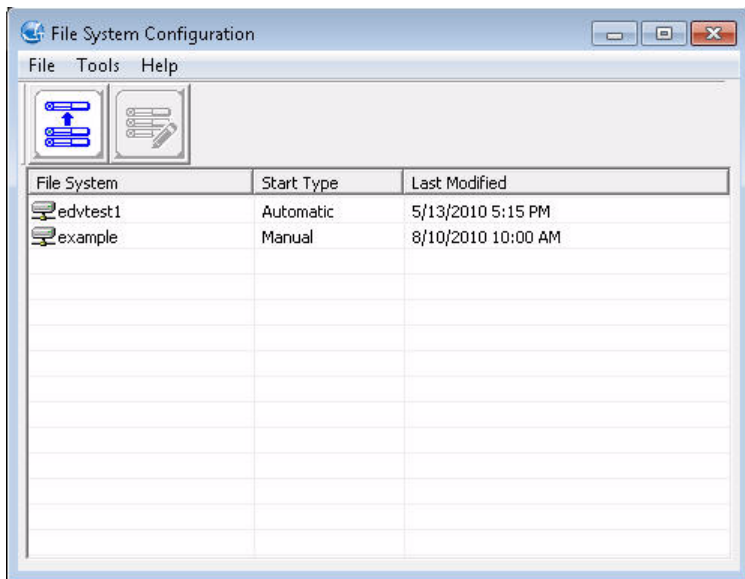 File System Configuration
File Tools Help
File System Start Type Last Modified
edvtest1 Automatic 5/13/2010 5:15 PM
example Manual 8/10/2010 10:00 AM